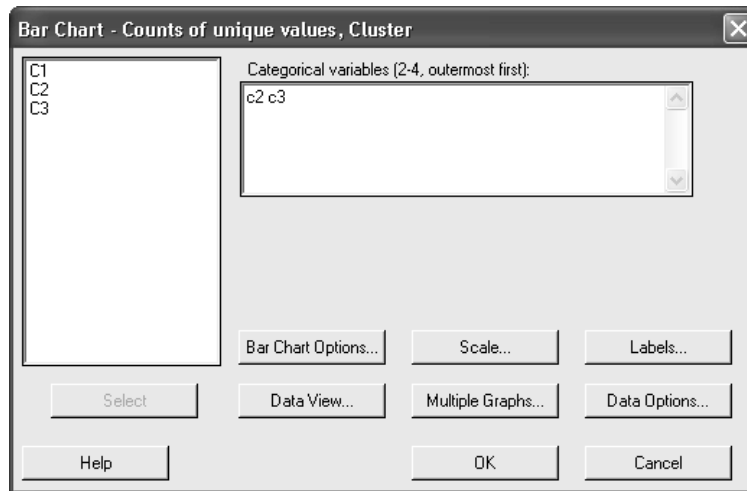 Bar Chart - Counts of unique values, Cluster
C1
C2
C3
Categorical variables (2-4, outermost first):
c2 c3
Bar Chart Options...
Scale...
Labels...
Select
Data View...
Multiple Graphs...
Data Options...
Help
OK
Cancel